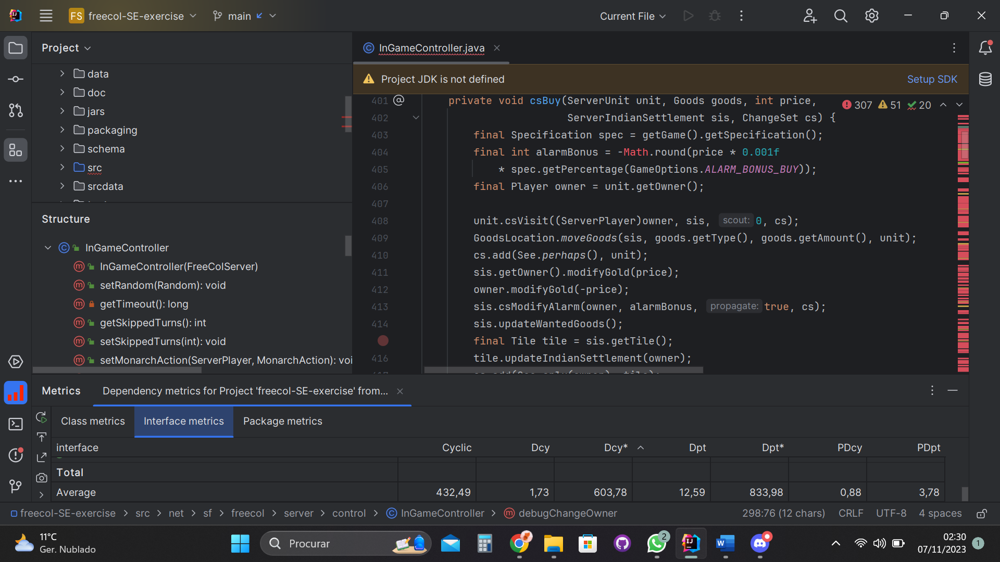 FS freecol-SE-exercise main Current File
Project
data
doc
jars
packaging
schema
src
srcdata
Structure
InGameController
InGameController(FreeColServer)
setRandom(Random): void
getTimeout(): long
getSkippedTurns(): int
setSkippedTurns(int): void
setMonarchAction(ServerPlayer, MonarchAction): voi
InGameController.java
Project JDK is not defined Setup SDK
307 51 20
401 private void csBuy(ServerUnit unit, Goods goods, int price,
402 ServerIndianSettlement sis, ChangeSet cs) {
403 final Specification spec = getGame().getSpecification();
404 final int alarmBonus = -Math.round(price * 0.001f
405 * spec.getPercentage(GameOptions.ALARM_BONUS_BUY));
406 final Player owner = unit.getOwner();
407
408 unit.csVisit((ServerPlayer)owner, sis, scout: 0, cs);
409 GoodsLocation.moveGoods(sis, goods.getType(), goods.getAmount(), unit);
410 cs.add(See.perhaps(), unit);
411 sis.getOwner().modifyGold(price);
412 owner.modifyGold(-price);
413 sis.csModifyAlarm(owner, alarmBonus, propagate: true, cs);
414 sis.updateWantedGoods();
final Tile tile = sis.getTile();
416 tile.updateIndianSettlement(owner);
Metrics Dependency metrics for Project 'freecol-SE-exercise' from...
Class metrics Interface metrics Package metrics
interface Cyclic Dcy Dcy* Dpt Dpt* PDcy PDpt
Total
Average 432,49 1,73 603,78 12,59 833,98 0,88 3,78
freecol-SE-exercise > src > net > sf > freecol > server > control > InGameController > debugChangeOwner 298:76 (12 chars) CRLF UTF-8 4 spaces
11°C
Ger. Nublado
Procurar
2
02:30
07/11/2023
1